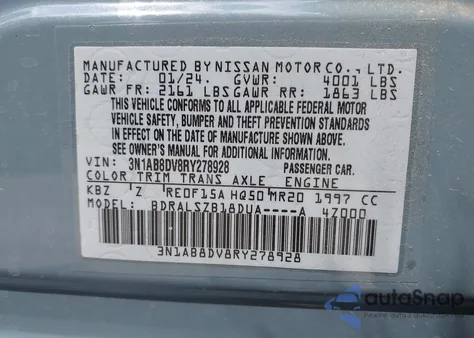 MANUFACTURED BY NISSAN MOTOR CO., LTD.
DATE: 01/24. GVWR: 4001 LBS
GAWR FR: 2161 LBS GAWR RR: 1863 LBS
THIS VEHICLE CONFORMS TO ALL APPLICABLE FEDERAL MOTOR
VEHICLE SAFETY, BUMPER AND THEFT PREVENTION STANDARDS
IN EFFECT ON THE DATE OF MANUFACTURE SHOWN ABOVE.
SEE OWNER'S MANUAL FOR ADDITIONAL INFORMATION.
VIN: 3N1AB8DV8RY278928 PASSENGER CAR.
COLOR TRIM TRANS AXLE ENGINE
KBZ Z RE0F15A HQ50 MR20 1997 CC
MODEL: BDRALSZB18DUA----A 4Z000
3N1AB8DV8RY278928
autoSnap